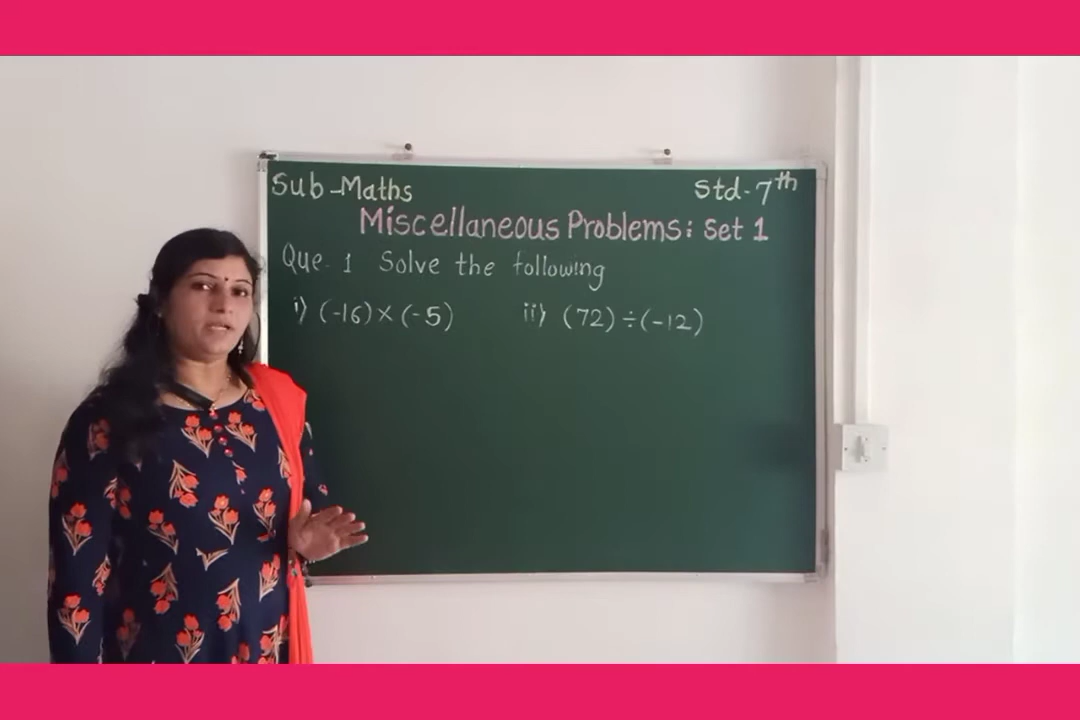 Sub-Maths Std-7th
Miscellaneous Problems: Set 1
Que. 1 Solve the following
i) (-16)×(-5) ii) (72)÷(-12)